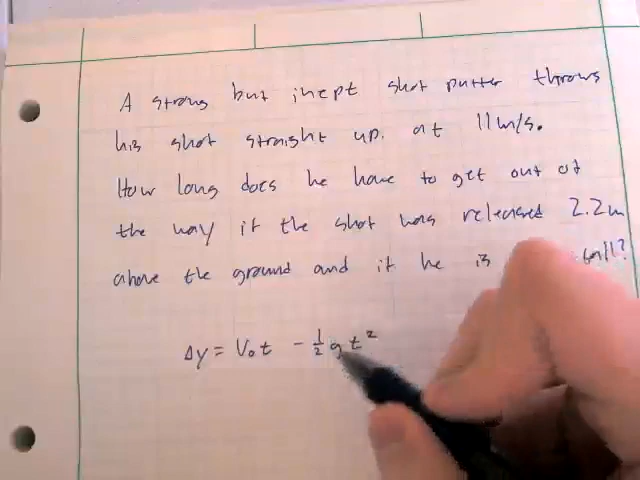 A strong but inept shot putter throws
his shot straight up. at 11 m/s.
How long does he have to get out of
the way if the shot was released 2.2m
above the ground and if he is tall?
Δy = V₀t - ½gt²